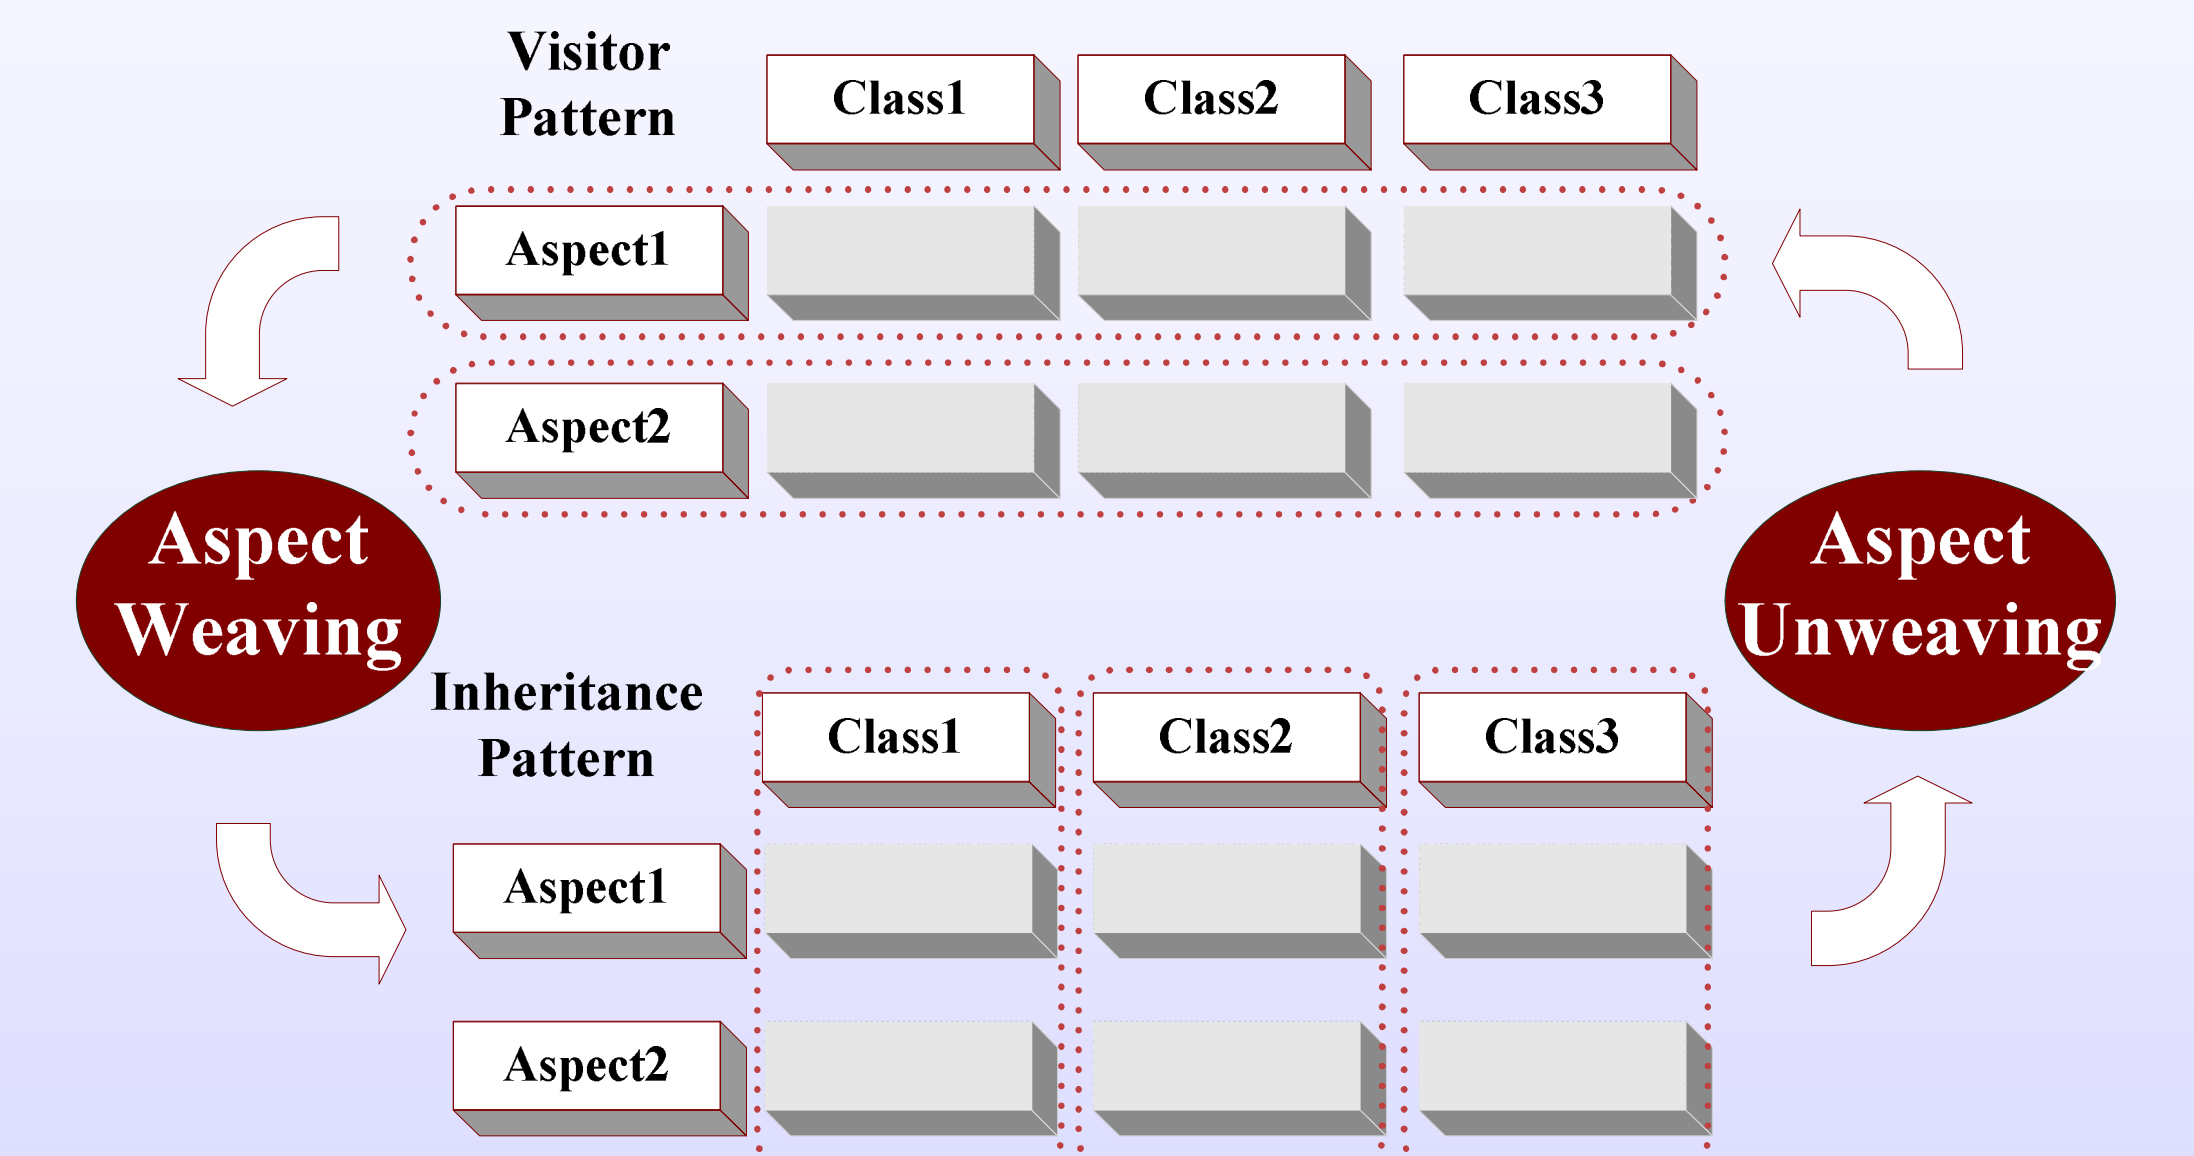 Visitor
Pattern
Class1
Class2
Class3
Aspect1
Aspect2
Aspect
Weaving
Aspect
Unweaving
Inheritance
Pattern
Class1
Class2
Class3
Aspect1
Aspect2